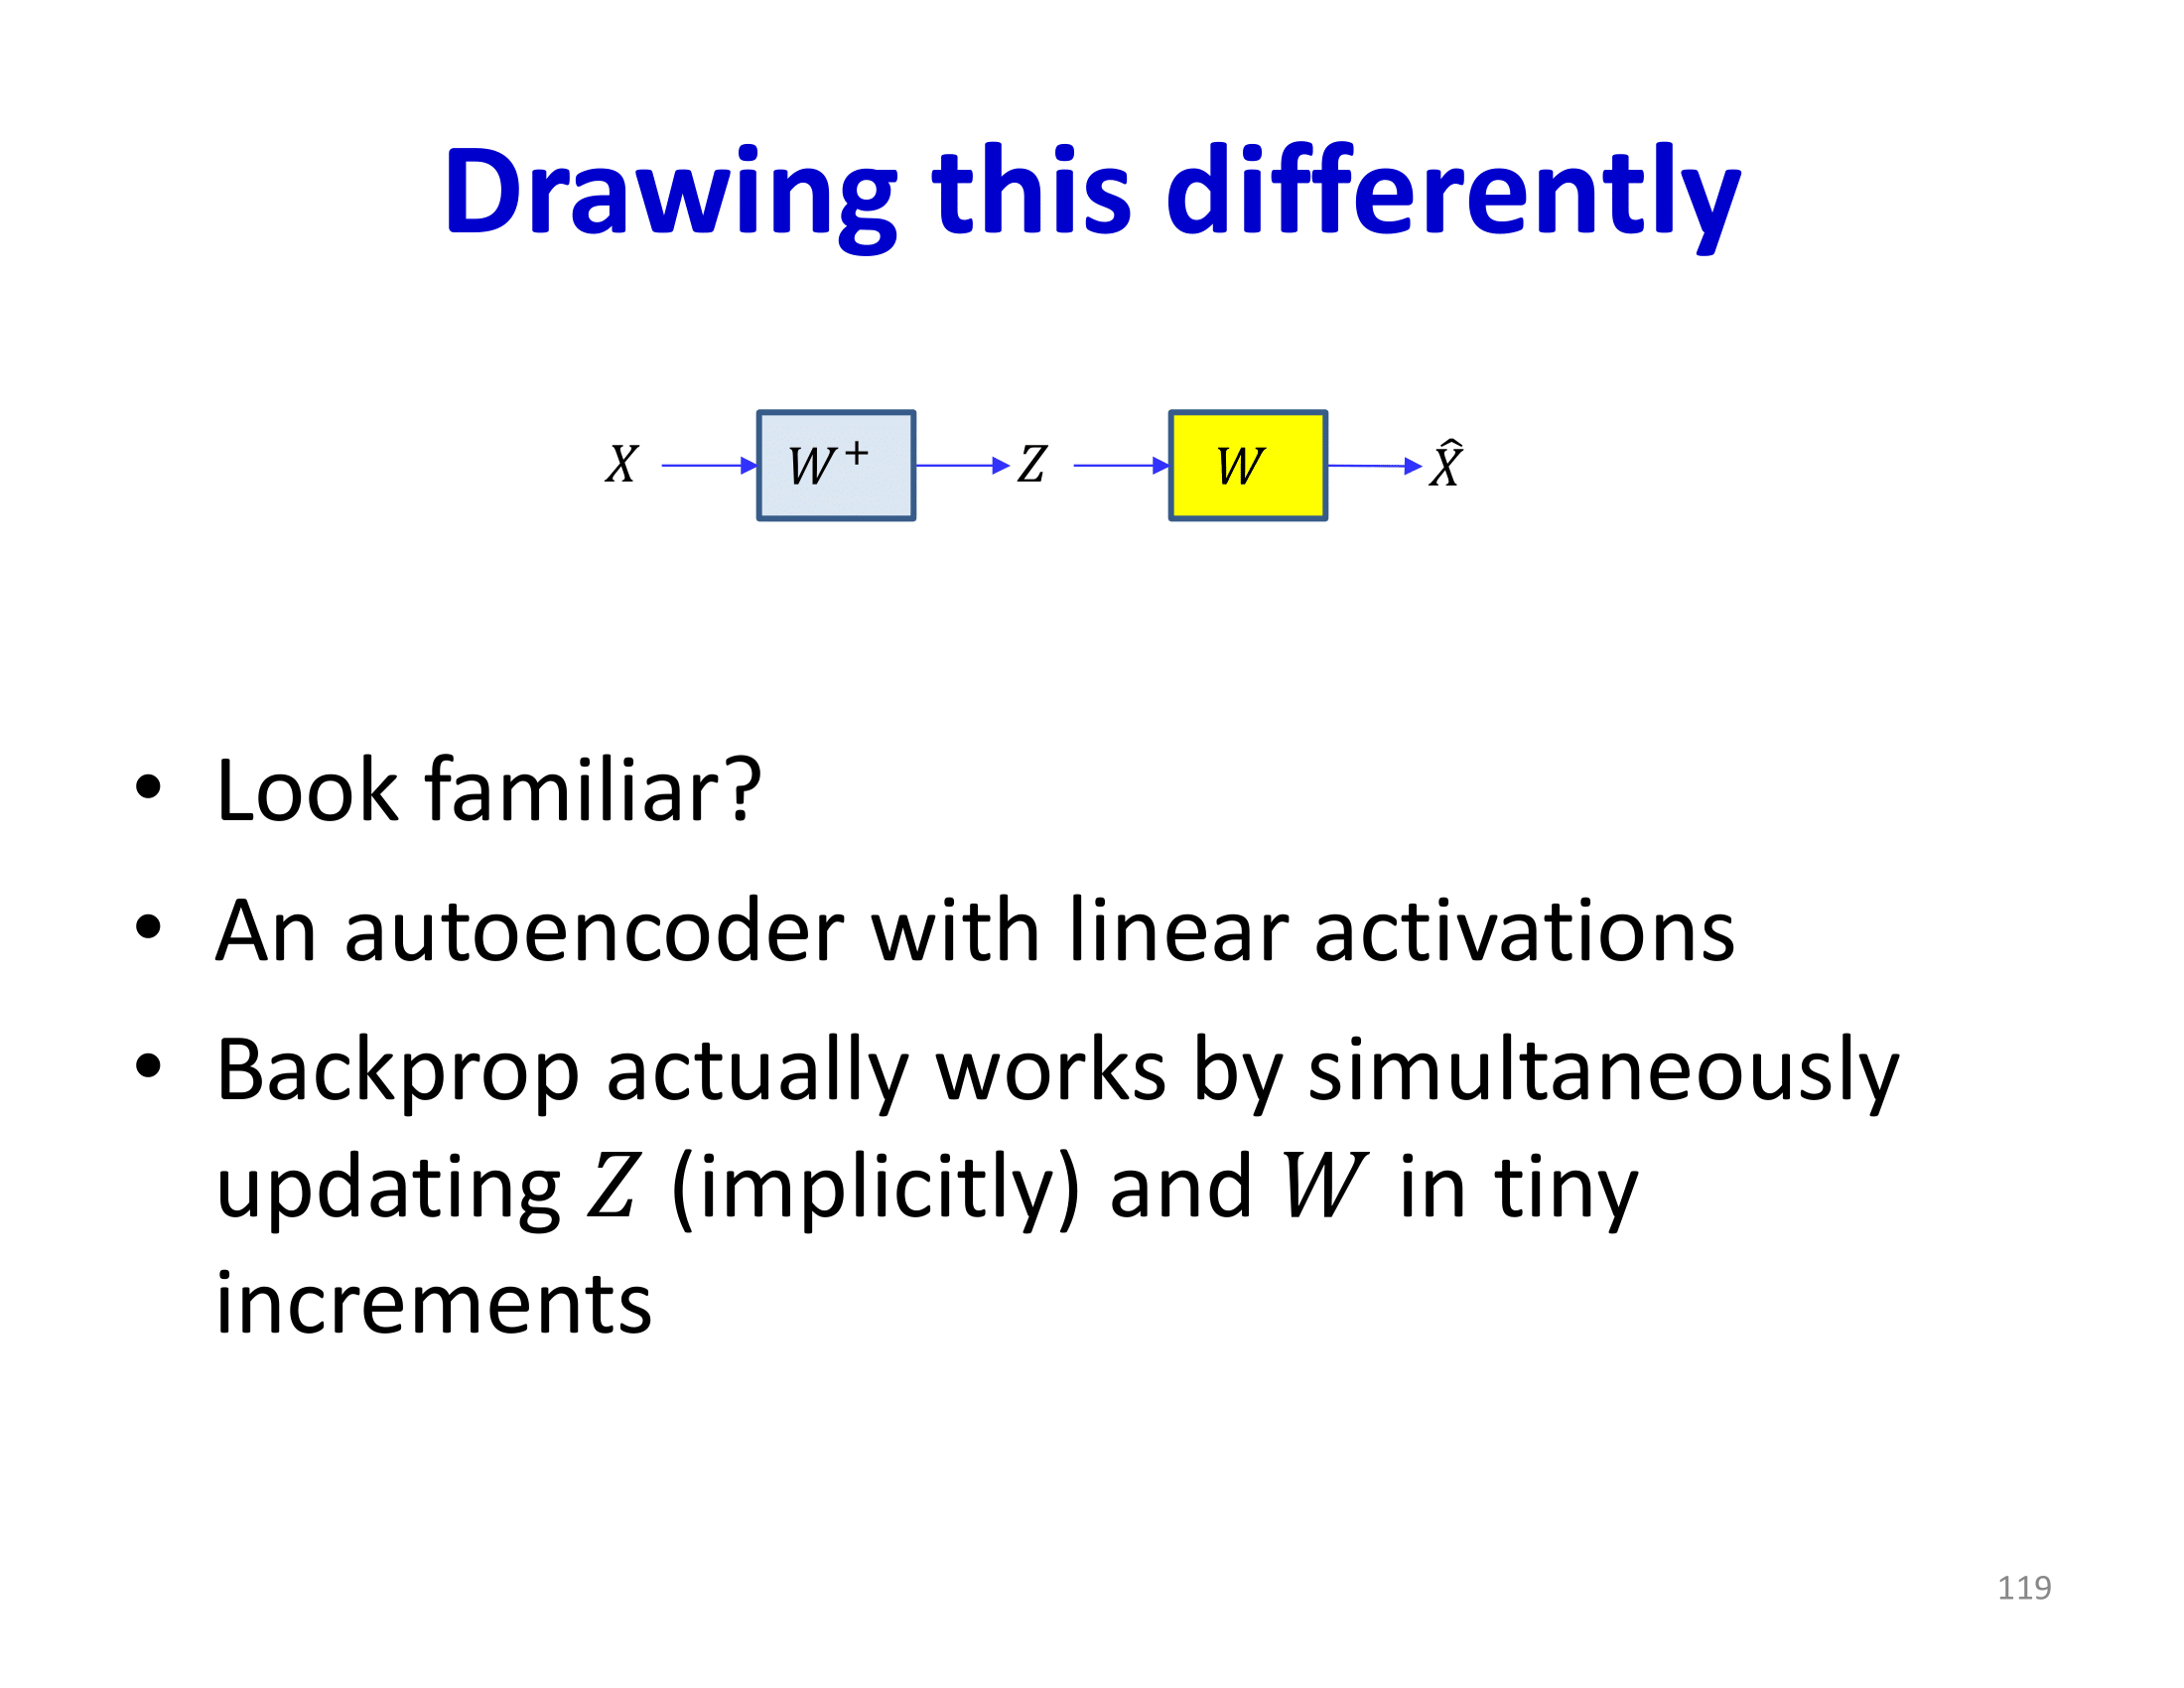 Drawing this differently
X W⁺ Z W X̂
• Look familiar?
• An autoencoder with linear activations
• Backprop actually works by simultaneously
updating Z (implicitly) and W in tiny
increments
119